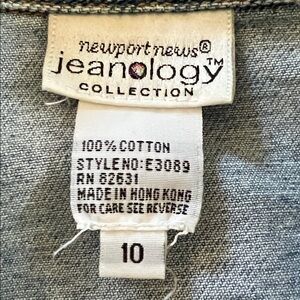 newport news®
jeanology™
COLLECTION
100% COTTON
STYLE NO: E3089
RN 82631
MADE IN HONG KONG
FOR CARE SEE REVERSE
10